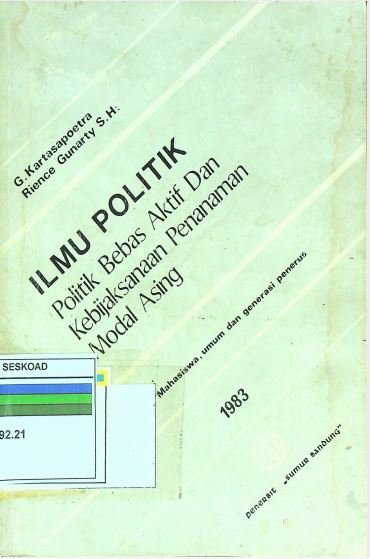 G. Kartasapoetra
Rience Gunarty S.H.
ILMU POLITIK
Politik Bebas Aktif Dan
Kebijaksanaan Penanaman
Modal Asing
Mahasiswa, umum dan generasi penerus
1983
SESKOAD
92.21
penerbit „sumur bandung"